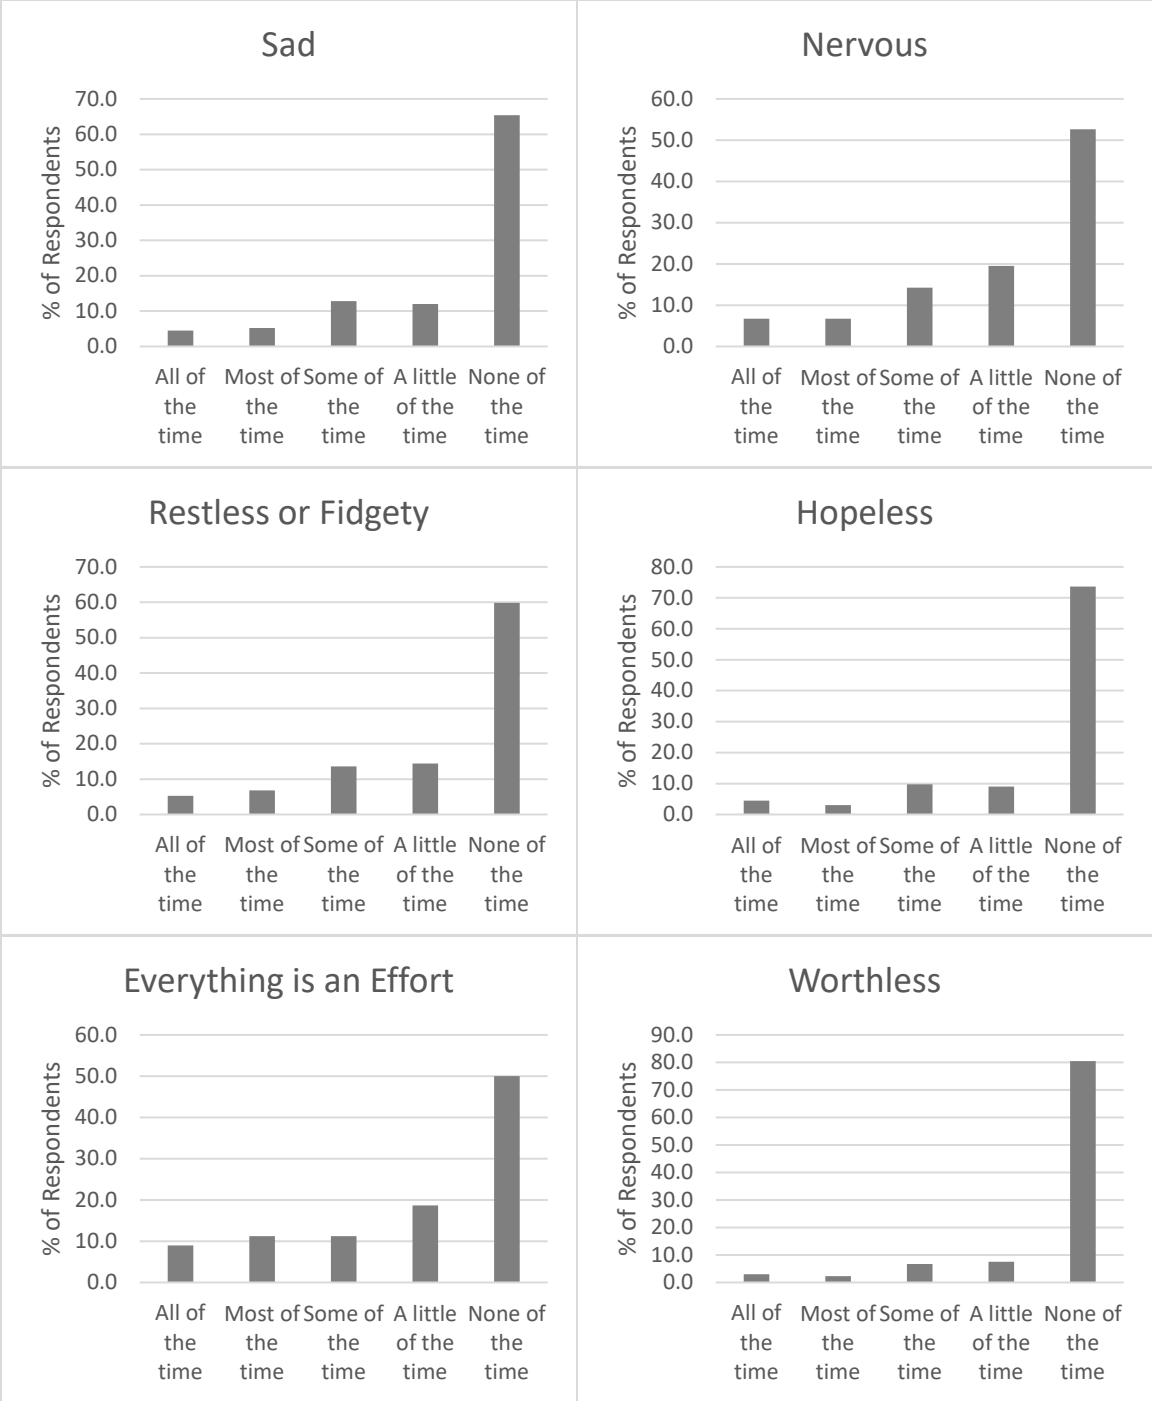 Sad
% of Respondents
70.0
60.0
50.0
40.0
30.0
20.0
10.0
0.0
All of the time
Most of the time
Some of the time
A little of the time
None of the time
Nervous
% of Respondents
60.0
50.0
40.0
30.0
20.0
10.0
0.0
All of the time
Most of the time
Some of the time
A little of the time
None of the time
Restless or Fidgety
% of Respondents
70.0
60.0
50.0
40.0
30.0
20.0
10.0
0.0
All of the time
Most of the time
Some of the time
A little of the time
None of the time
Hopeless
% of Respondents
80.0
70.0
60.0
50.0
40.0
30.0
20.0
10.0
0.0
All of the time
Most of the time
Some of the time
A little of the time
None of the time
Everything is an Effort
% of Respondents
60.0
50.0
40.0
30.0
20.0
10.0
0.0
All of the time
Most of the time
Some of the time
A little of the time
None of the time
Worthless
% of Respondents
90.0
80.0
70.0
60.0
50.0
40.0
30.0
20.0
10.0
0.0
All of the time
Most of the time
Some of the time
A little of the time
None of the time